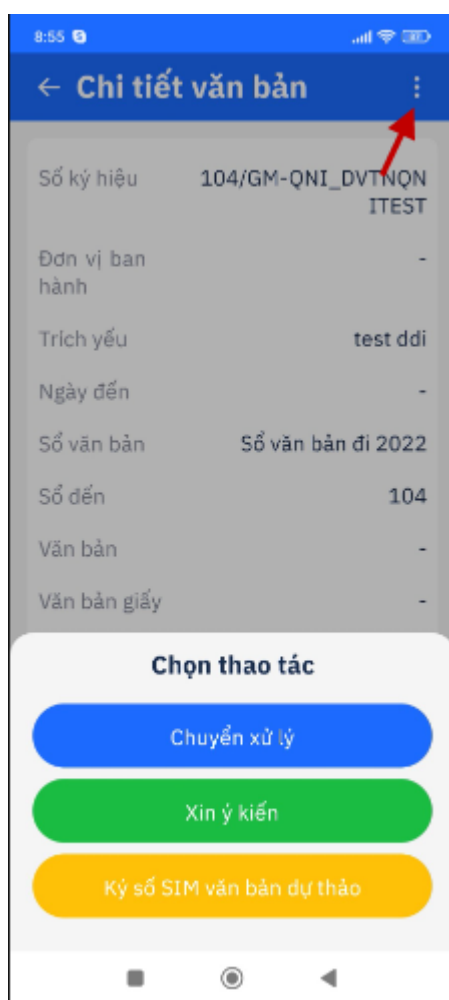 8:55
← Chi tiết văn bản
Số ký hiệu 104/GM-QNI_DVTNQN
ITEST
Đơn vị ban -
hành
Trích yếu test ddi
Ngày đến -
Sổ văn bản Sổ văn bản đi 2022
Số đến 104
Văn bản -
Văn bản giấy -
Chọn thao tác
Chuyển xử lý
Xin ý kiến
Ký số SIM văn bản dự thảo